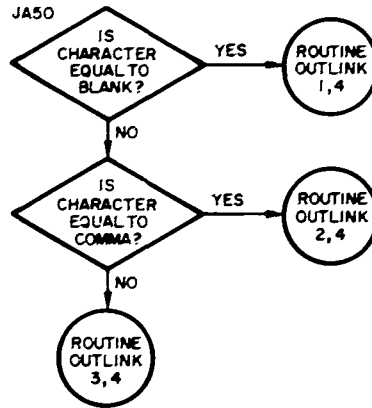 JA50
IS
CHARACTER
EQUAL TO
BLANK?
YES
ROUTINE
OUTLINK
1,4
NO
IS
CHARACTER
EQUAL TO
COMMA?
YES
ROUTINE
OUTLINK
2,4
NO
ROUTINE
OUTLINK
3,4